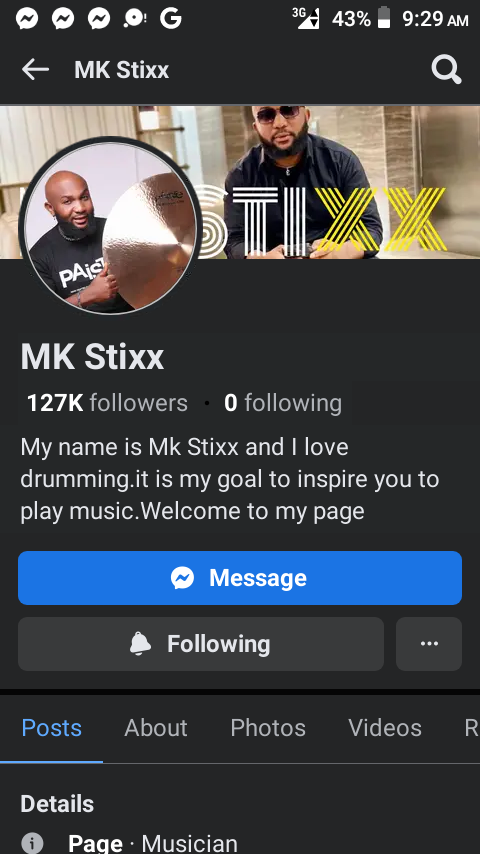 3G 43% 9:29 AM
MK Stixx
STIXX
PAiSTe
MK Stixx
127K followers · 0 following
My name is Mk Stixx and I love
drumming.it is my goal to inspire you to
play music.Welcome to my page
Message
Following
Posts About Photos Videos R
Details
Page · Musician